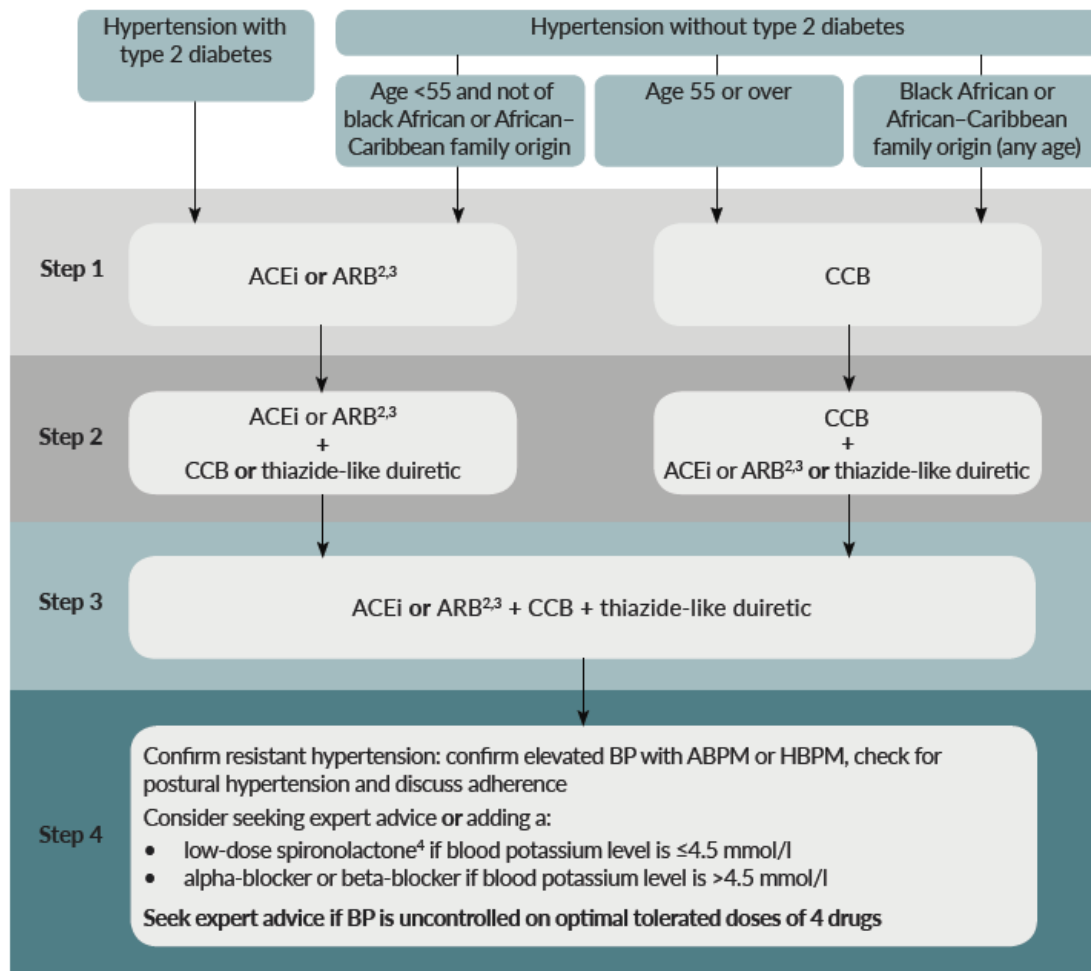 Hypertension with
type 2 diabetes
Hypertension without type 2 diabetes
Age <55 and not of
black African or African–
Caribbean family origin
Age 55 or over
Black African or
African–Caribbean
family origin (any age)
Step 1
ACEi or ARB²,³
CCB
Step 2
ACEi or ARB²,³
+
CCB or thiazide-like duiretic
CCB
+
ACEi or ARB²,³ or thiazide-like duiretic
Step 3
ACEi or ARB²,³ + CCB + thiazide-like duiretic
Step 4
Confirm resistant hypertension: confirm elevated BP with ABPM or HBPM, check for
postural hypertension and discuss adherence
Consider seeking expert advice or adding a:
• low-dose spironolactone⁴ if blood potassium level is ≤4.5 mmol/l
• alpha-blocker or beta-blocker if blood potassium level is >4.5 mmol/l
Seek expert advice if BP is uncontrolled on optimal tolerated doses of 4 drugs